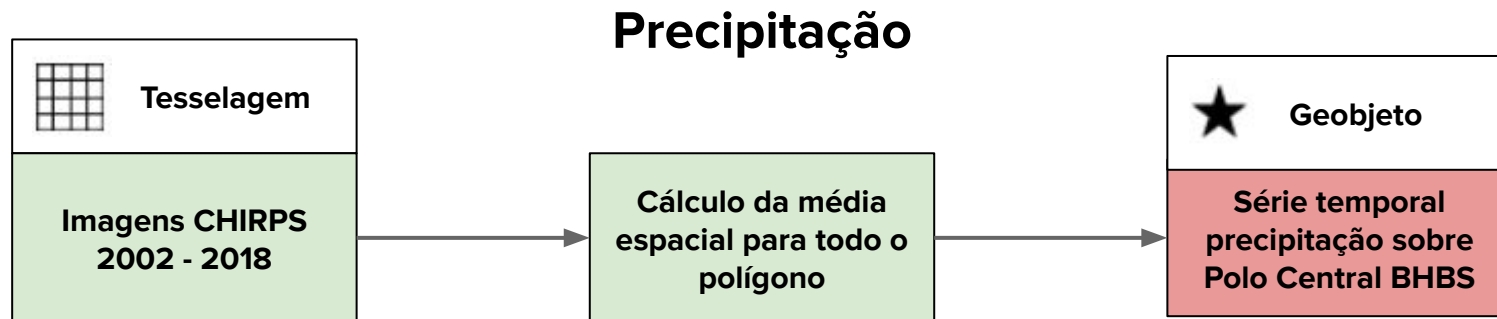 Precipitação
Tesselagem
Imagens CHIRPS
2002 - 2018
Cálculo da média
espacial para todo o
polígono
Geobjeto
Série temporal
precipitação sobre
Polo Central BHBS